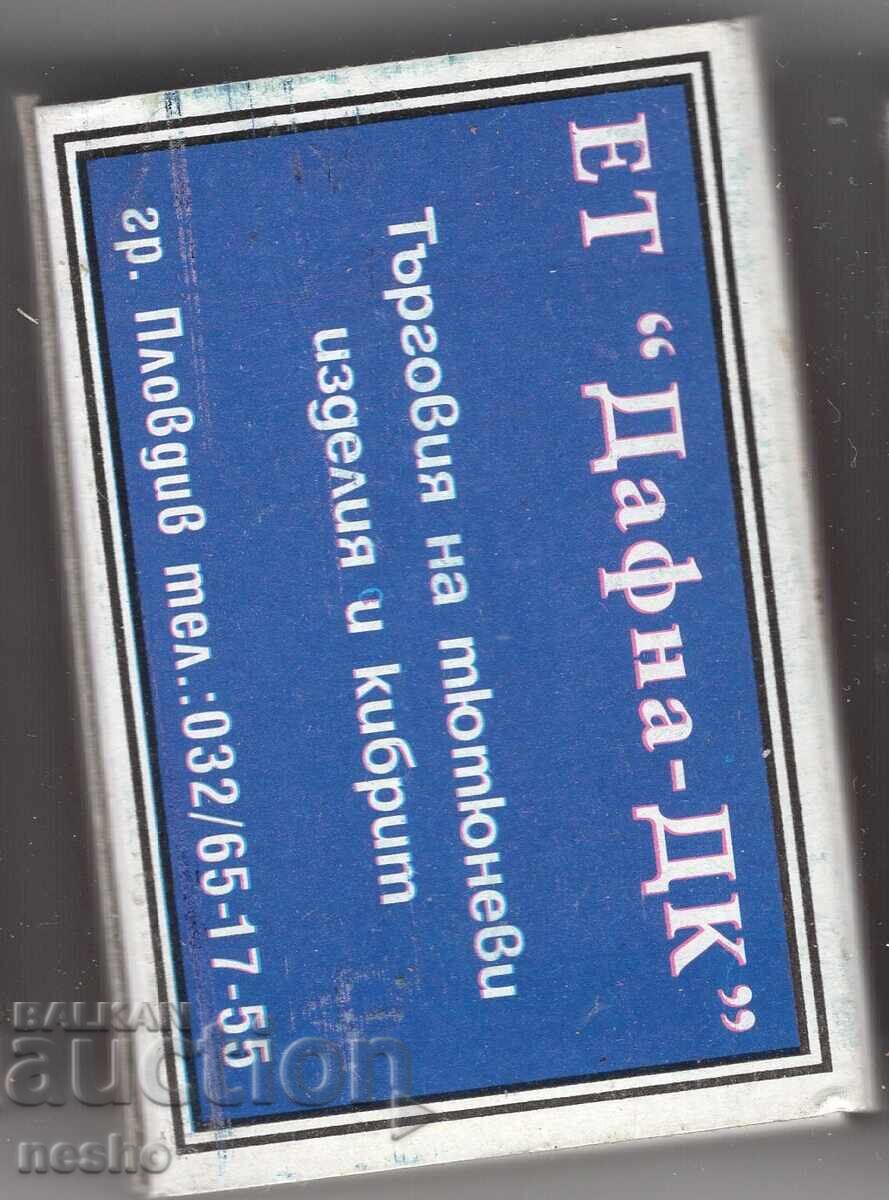 ЕТ “Дафна-ДК”
Търговия на тютюневи
изделия и кибрит
гр. Пловдив тел.:032/65-17-55
BALKAN
auction
nesho